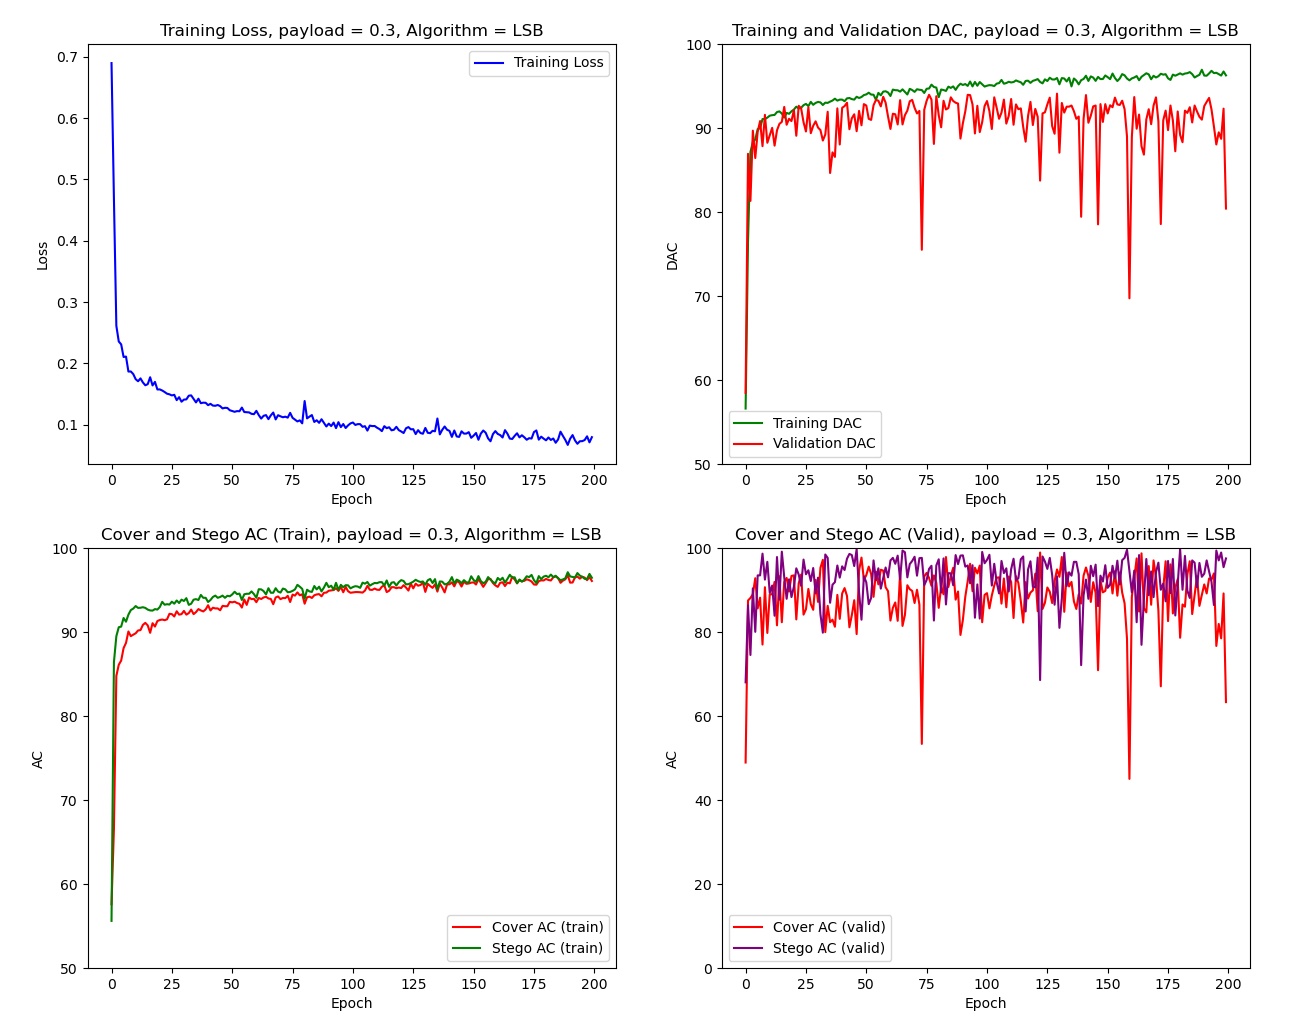 Training Loss, payload = 0.3, Algorithm = LSB
0.7
0.6
0.5
0.4
0.3
0.2
0.1
Loss
Training Loss
0 25 50 75 100 125 150 175 200
Epoch
Training and Validation DAC, payload = 0.3, Algorithm = LSB
100
90
80
70
60
50
DAC
Training DAC
Validation DAC
0 25 50 75 100 125 150 175 200
Epoch
Cover and Stego AC (Train), payload = 0.3, Algorithm = LSB
100
90
80
70
60
50
AC
Cover AC (train)
Stego AC (train)
0 25 50 75 100 125 150 175 200
Epoch
Cover and Stego AC (Valid), payload = 0.3, Algorithm = LSB
100
80
60
40
20
0
AC
Cover AC (valid)
Stego AC (valid)
0 25 50 75 100 125 150 175 200
Epoch